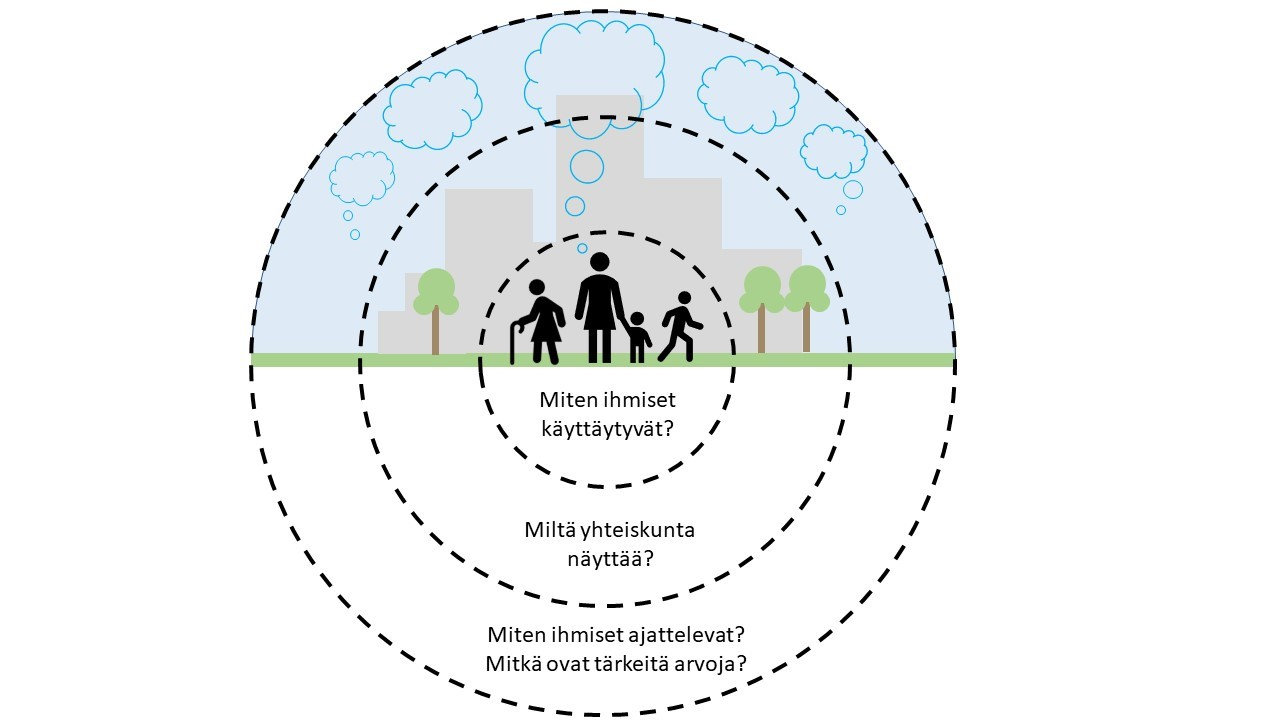 Miten ihmiset
käyttäytyvät?
Miltä yhteiskunta
näyttää?
Miten ihmiset ajattelevat?
Mitkä ovat tärkeitä arvoja?